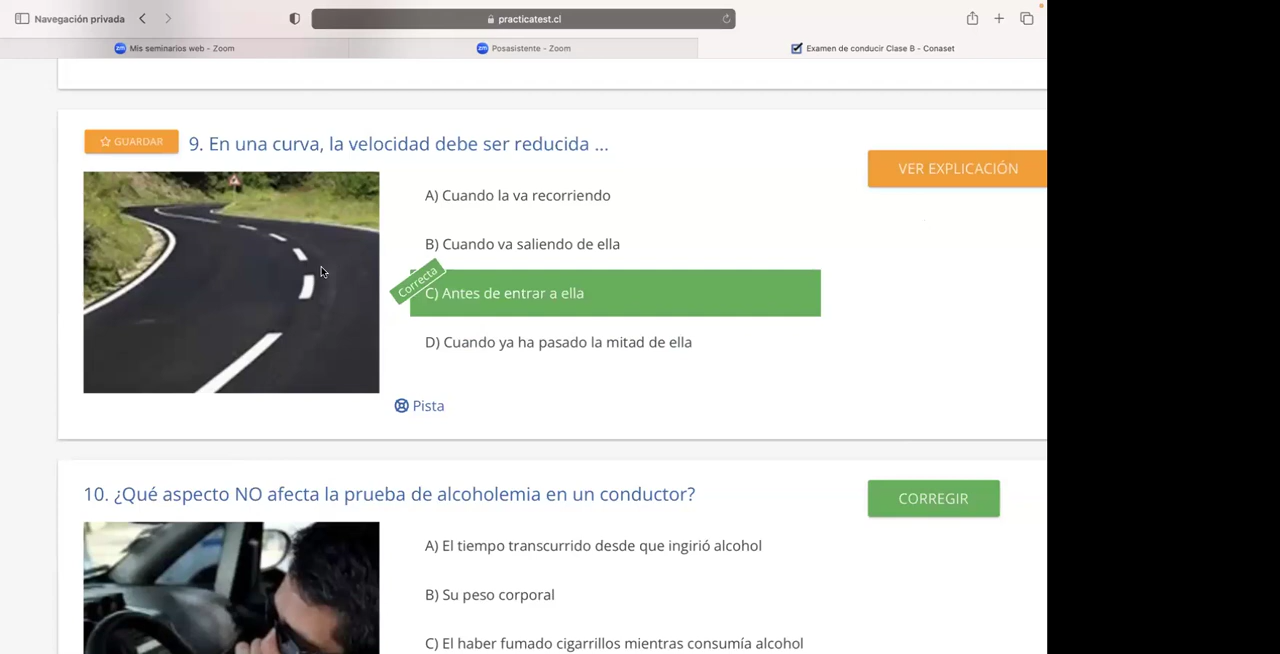 Navegación privada
practicatest.cl
zm Mis seminarios web - Zoom
zm Posasistente - Zoom
Examen de conducir Clase B - Conaset
GUARDAR
9. En una curva, la velocidad debe ser reducida ...
VER EXPLICACIÓN
A) Cuando la va recorriendo
B) Cuando va saliendo de ella
Correcta
C) Antes de entrar a ella
D) Cuando ya ha pasado la mitad de ella
Pista
10. ¿Qué aspecto NO afecta la prueba de alcoholemia en un conductor?
CORREGIR
A) El tiempo transcurrido desde que ingirió alcohol
B) Su peso corporal
C) El haber fumado cigarrillos mientras consumía alcohol